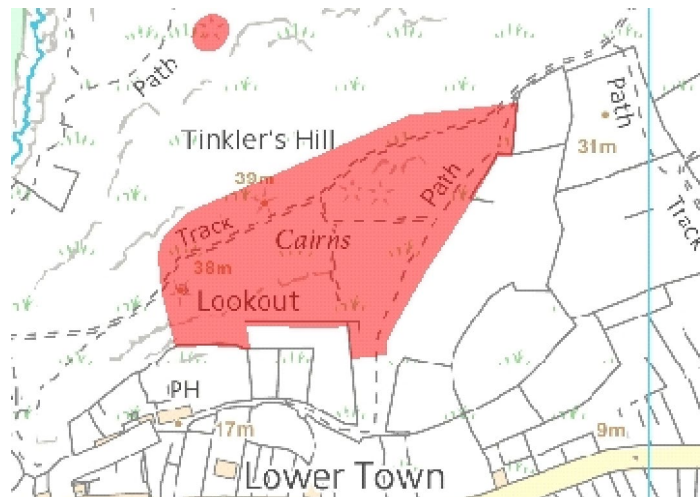 Path
Path
Tinkler's Hill
31m
39m
Path
Track
Track
Cairns
38m
Lookout
PH
17m
9m
Lower Town